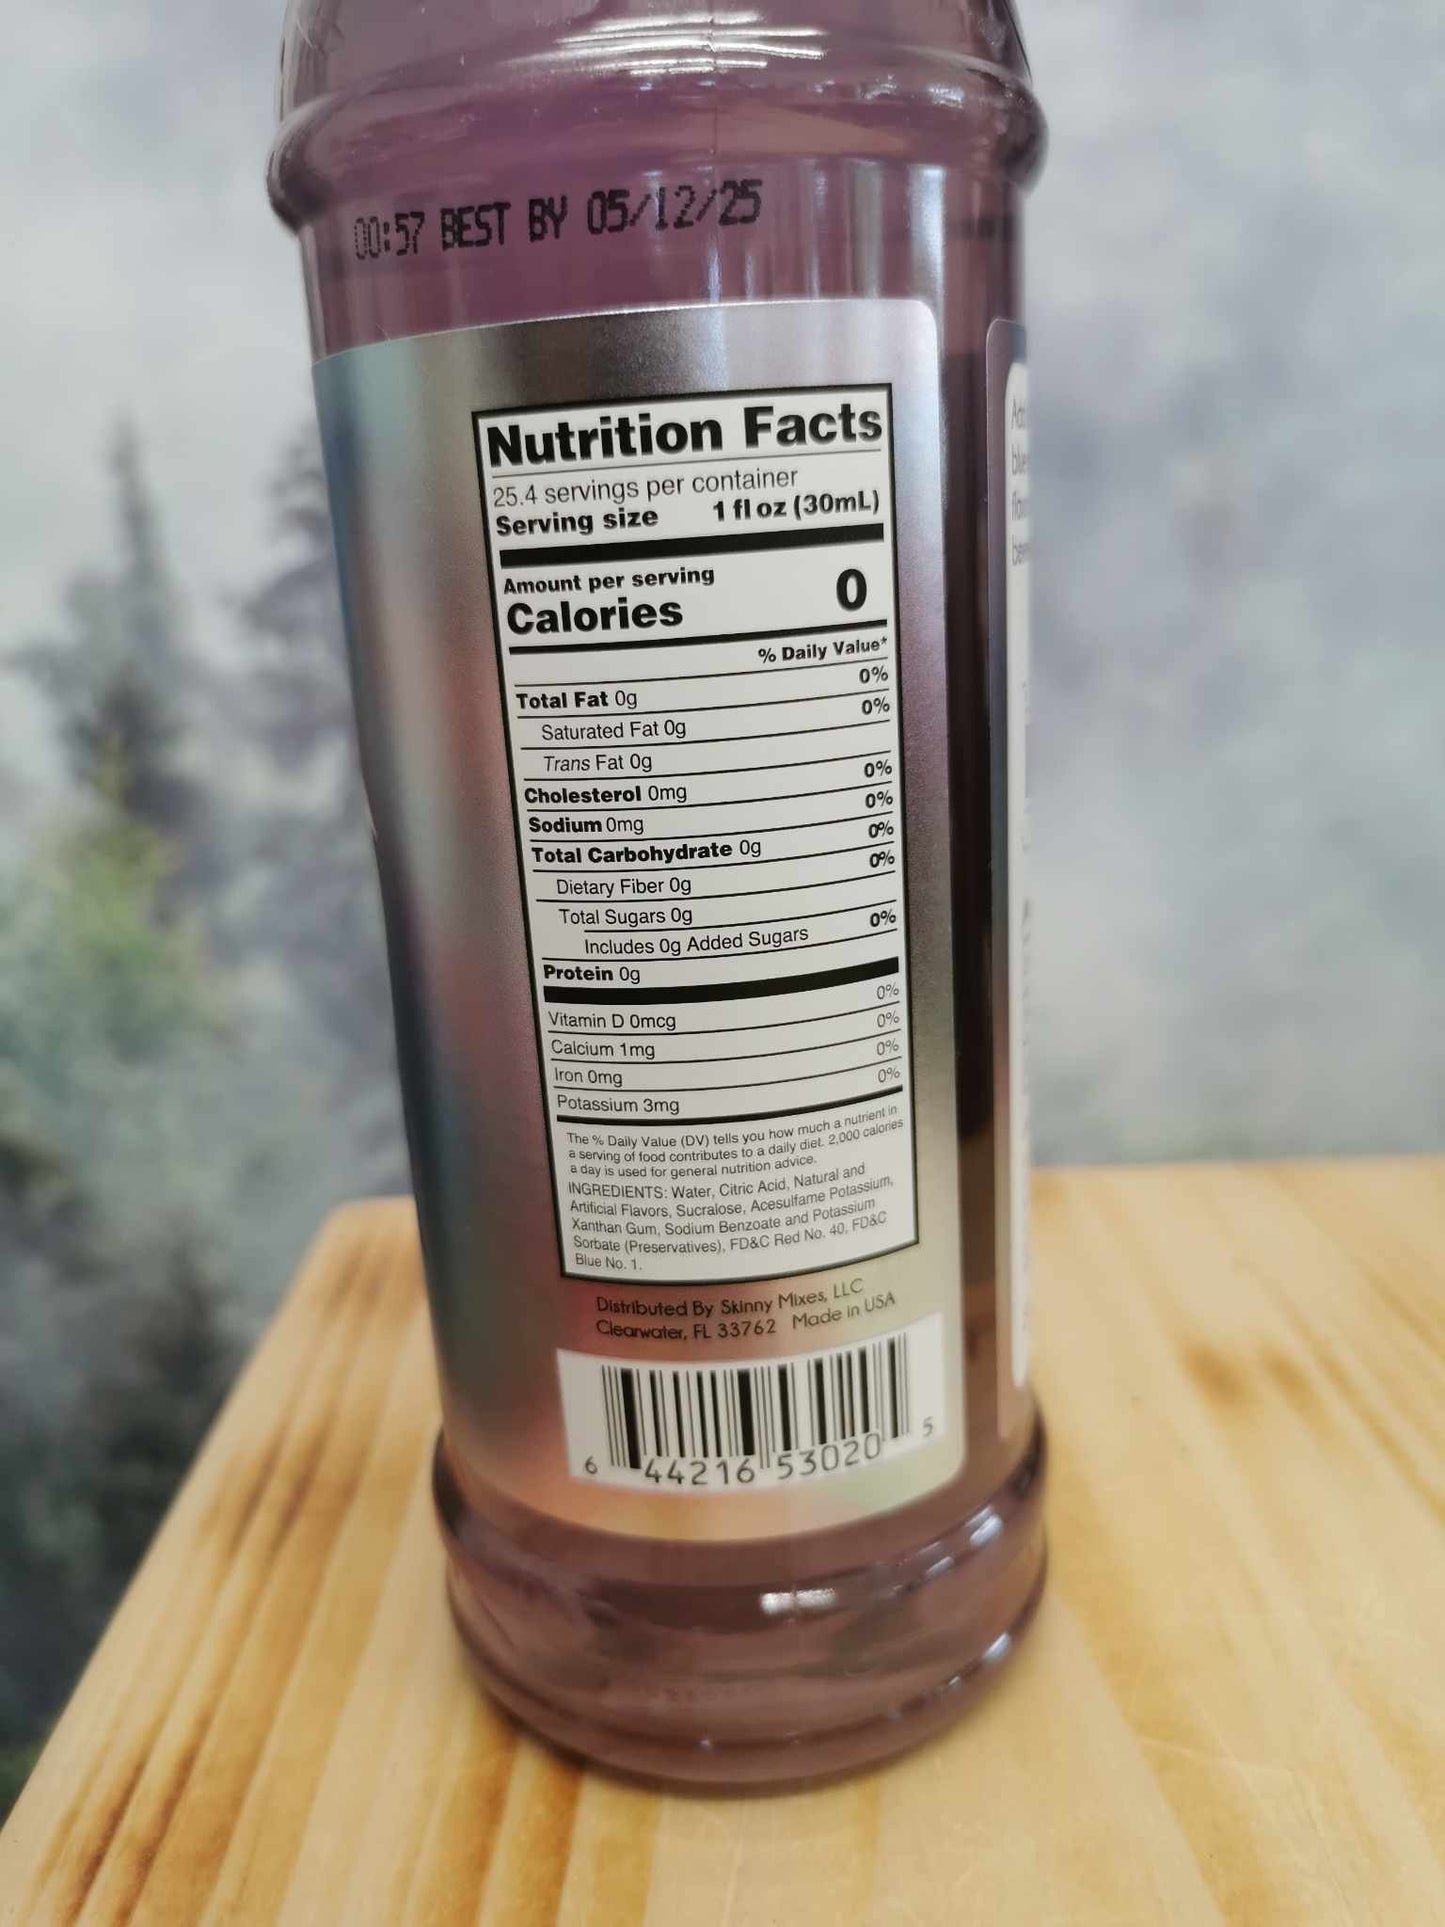 00:57 BEST BY 05/12/25
Nutrition Facts
25.4 servings per container
Serving size 1 fl oz (30mL)
Amount per serving
Calories 0
% Daily Value*
Total Fat 0g 0%
Saturated Fat 0g 0%
Trans Fat 0g
Cholesterol 0mg 0%
Sodium 0mg 0%
Total Carbohydrate 0g 0%
Dietary Fiber 0g 0%
Total Sugars 0g
Includes 0g Added Sugars 0%
Protein 0g
Vitamin D 0mcg 0%
Calcium 1mg 0%
Iron 0mg 0%
Potassium 3mg 0%
The % Daily Value (DV) tells you how much a nutrient in
a serving of food contributes to a daily diet. 2,000 calories
a day is used for general nutrition advice.
INGREDIENTS: Water, Citric Acid, Natural and
Artificial Flavors, Sucralose, Acesulfame Potassium,
Xanthan Gum, Sodium Benzoate and Potassium
Sorbate (Preservatives), FD&C Red No. 40, FD&C
Blue No. 1.
Distributed By Skinny Mixes, LLC
Clearwater, FL 33762 Made in USA
6 44216 53020 5